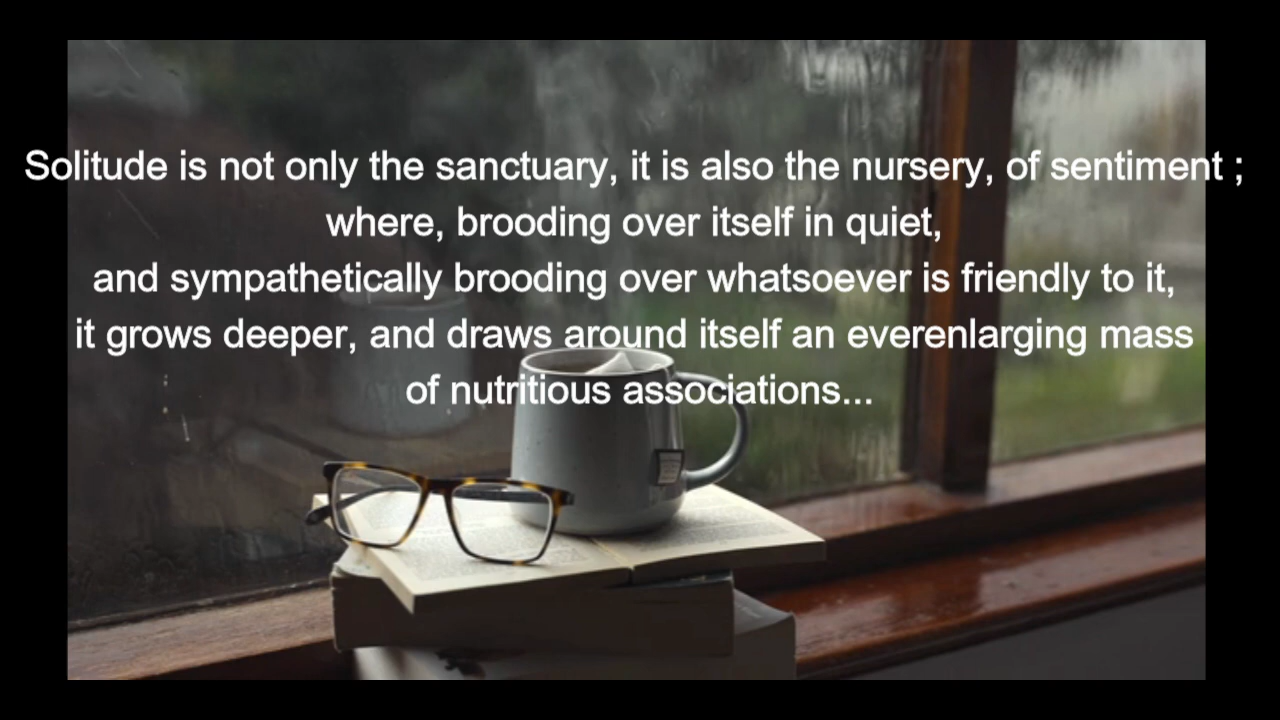 Solitude is not only the sanctuary, it is also the nursery, of sentiment ;
where, brooding over itself in quiet,
and sympathetically brooding over whatsoever is friendly to it,
it grows deeper, and draws around itself an everenlarging mass
of nutritious associations...